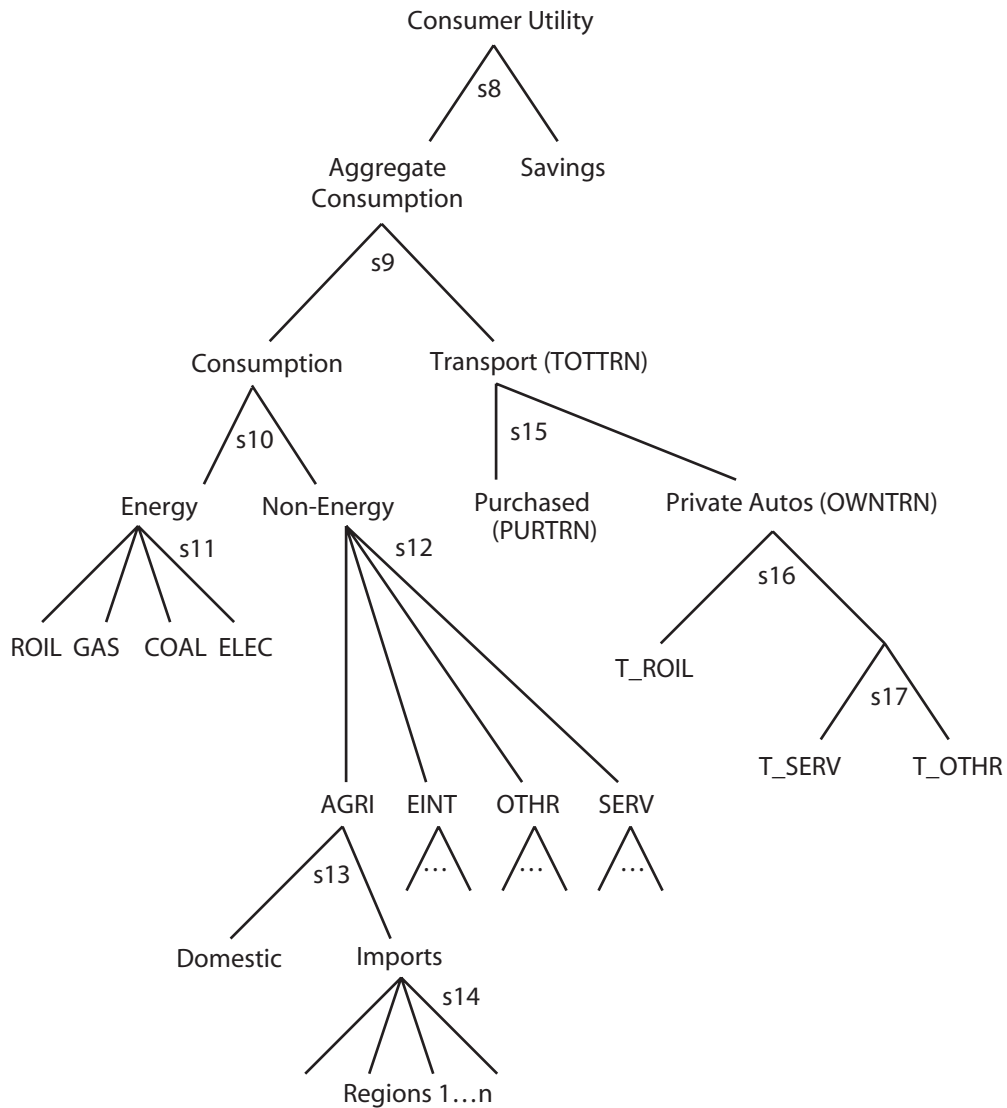 Consumer Utility
s8
Aggregate
Consumption
Savings
s9
Consumption
Transport (TOTTRN)
s10
s15
Energy
Non-Energy
Purchased
(PURTRN)
Private Autos (OWNTRN)
s11
s12
s16
ROIL GAS COAL ELEC
T_ROIL
s17
T_SERV
T_OTHR
AGRI EINT OTHR SERV
s13
... ... ...
Domestic
Imports
s14
Regions 1...n